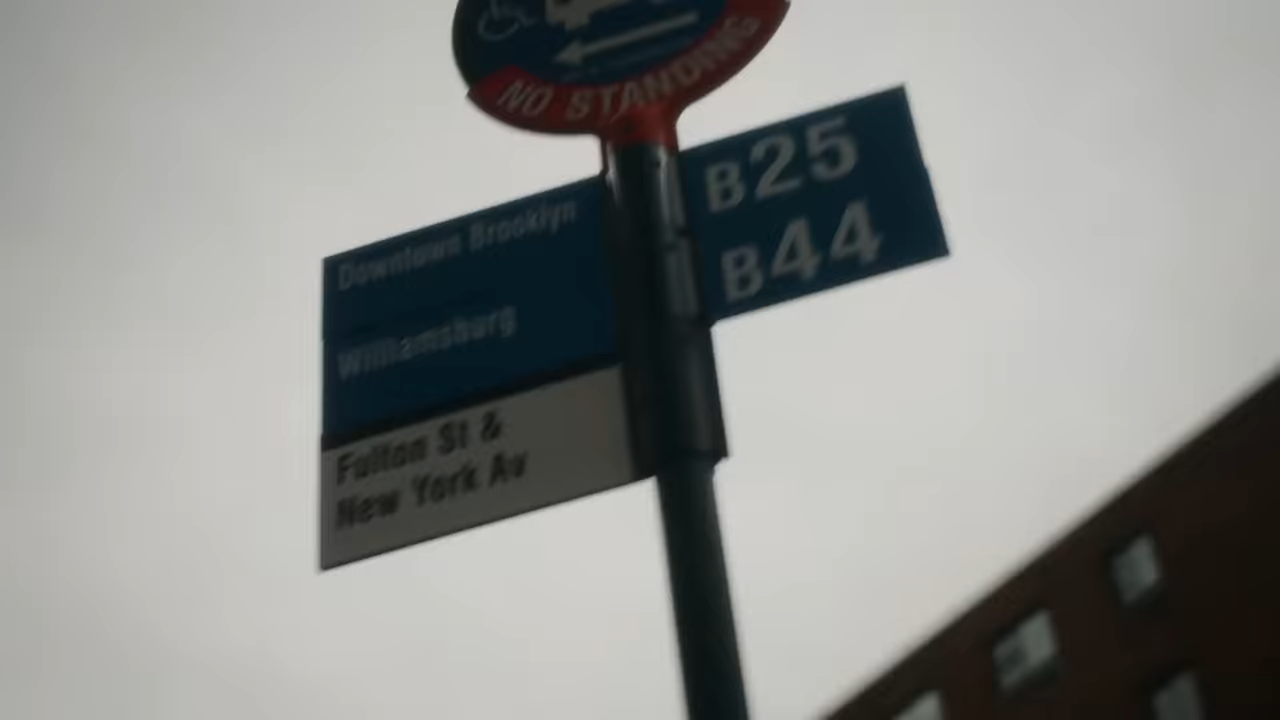 NO STANDING
B25
B44
Downtown Brooklyn
Williamsburg
Fulton St &
New York Av